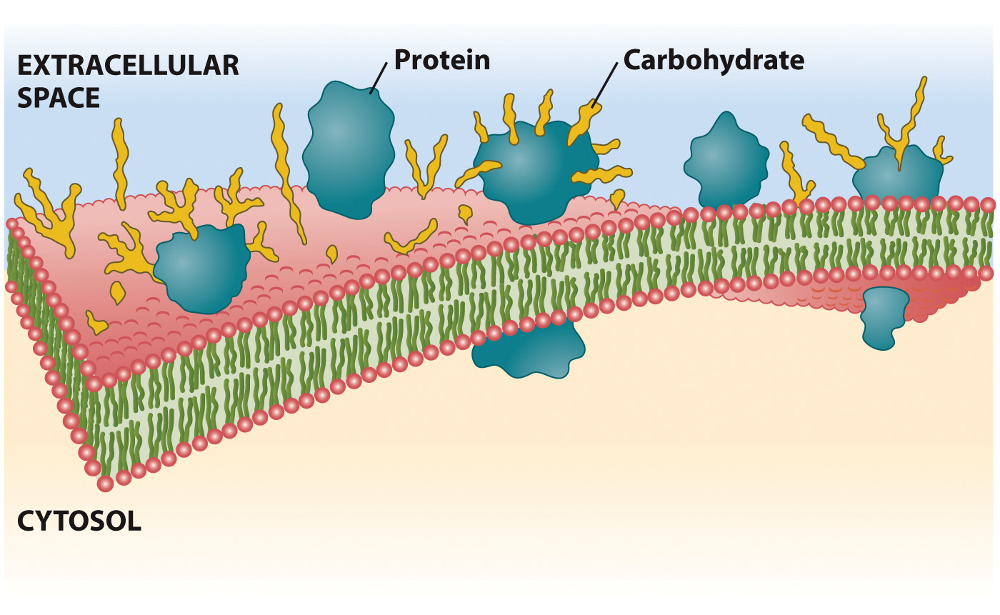 EXTRACELLULAR
SPACE
Protein
Carbohydrate
CYTOSOL